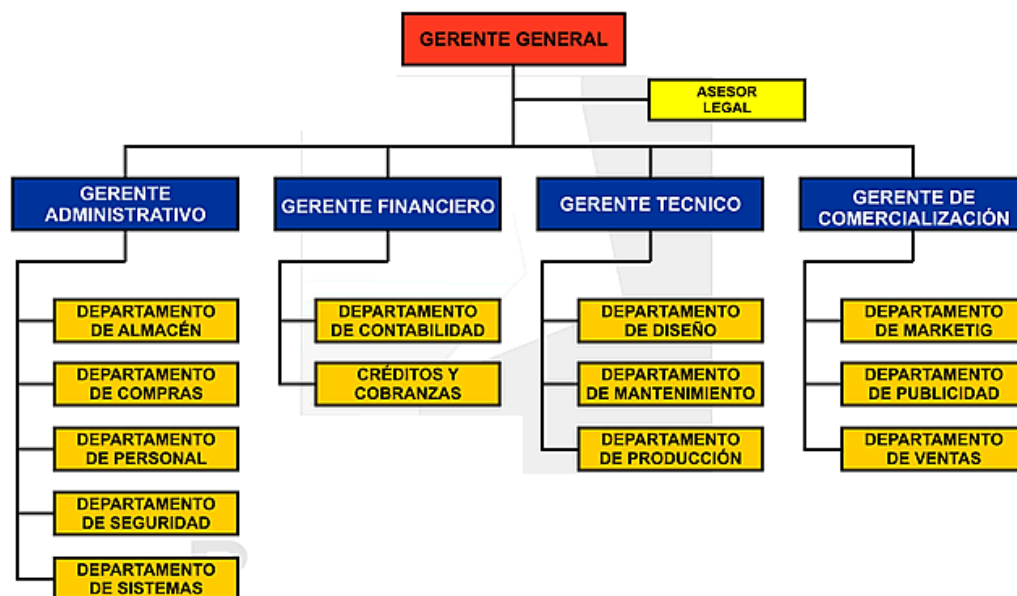 GERENTE GENERAL
ASESOR
LEGAL
GERENTE
ADMINISTRATIVO
GERENTE FINANCIERO
GERENTE TECNICO
GERENTE DE
COMERCIALIZACIÓN
DEPARTAMENTO
DE ALMACÉN
DEPARTAMENTO
DE COMPRAS
DEPARTAMENTO
DE PERSONAL
DEPARTAMENTO
DE SEGURIDAD
DEPARTAMENTO
DE SISTEMAS
DEPARTAMENTO
DE CONTABILIDAD
CRÉDITOS Y
COBRANZAS
DEPARTAMENTO
DE DISEÑO
DEPARTAMENTO
DE MANTENIMIENTO
DEPARTAMENTO
DE PRODUCCIÓN
DEPARTAMENTO
DE MARKETIG
DEPARTAMENTO
DE PUBLICIDAD
DEPARTAMENTO
DE VENTAS